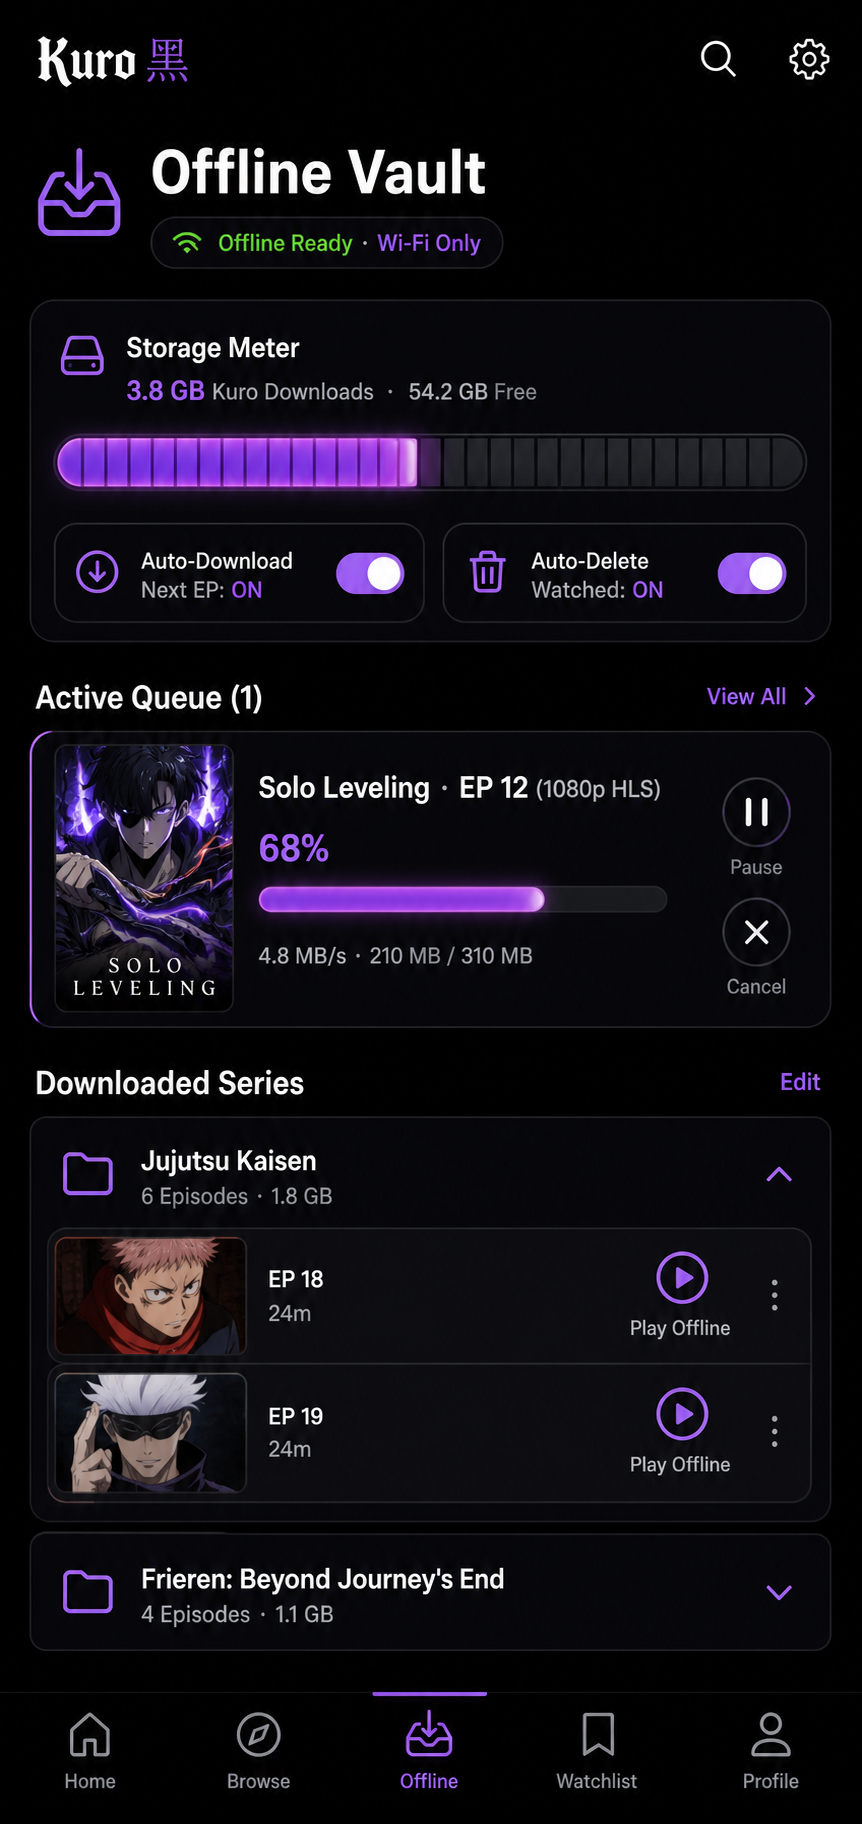 Kuro 黒
Offline Vault
Offline Ready · Wi-Fi Only
Storage Meter
3.8 GB Kuro Downloads · 54.2 GB Free
Auto-Download
Next EP: ON
Auto-Delete
Watched: ON
Active Queue (1)
View All
Solo Leveling · EP 12 (1080p HLS)
68%
4.8 MB/s · 210 MB / 310 MB
SOLO
LEVELING
Pause
Cancel
Downloaded Series
Edit
Jujutsu Kaisen
6 Episodes · 1.8 GB
EP 18
24m
Play Offline
EP 19
24m
Play Offline
Frieren: Beyond Journey's End
4 Episodes · 1.1 GB
Home
Browse
Offline
Watchlist
Profile